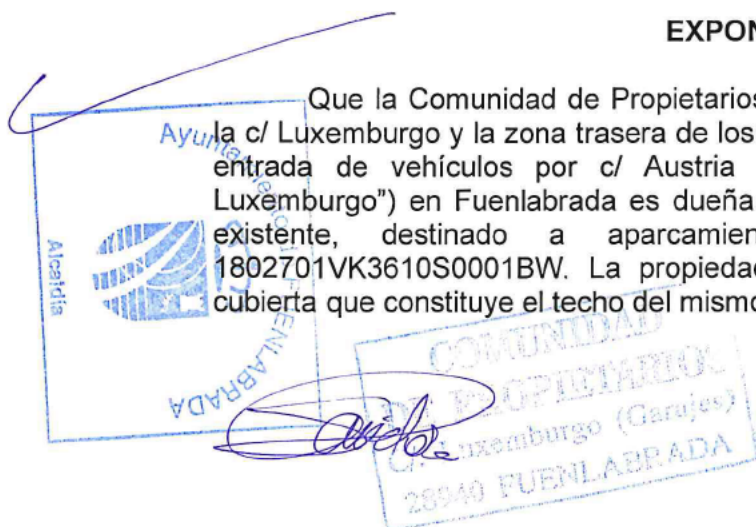 EXPON
Que la Comunidad de Propietarios
la c/ Luxemburgo y la zona trasera de los
entrada de vehículos por c/ Austria
Luxemburgo") en Fuenlabrada es dueña
existente, destinado a aparcamien
1802701VK3610S0001BW. La propiedad
cubierta que constituye el techo del mismo
Ayuntamiento FUENLABRADA
Alcaldía
COMUNIDAD
DE PROPIETARIOS
C/. Luxemburgo (Garajes)
28940 FUENLABRADA